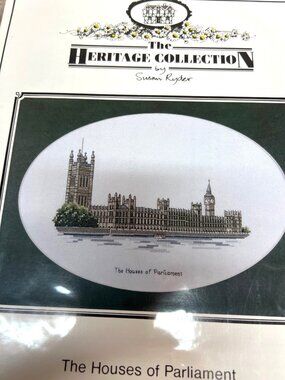 The
HERITAGE COLLECTION
by
Susan Ryder
The Houses of Parliament
The Houses of Parliament